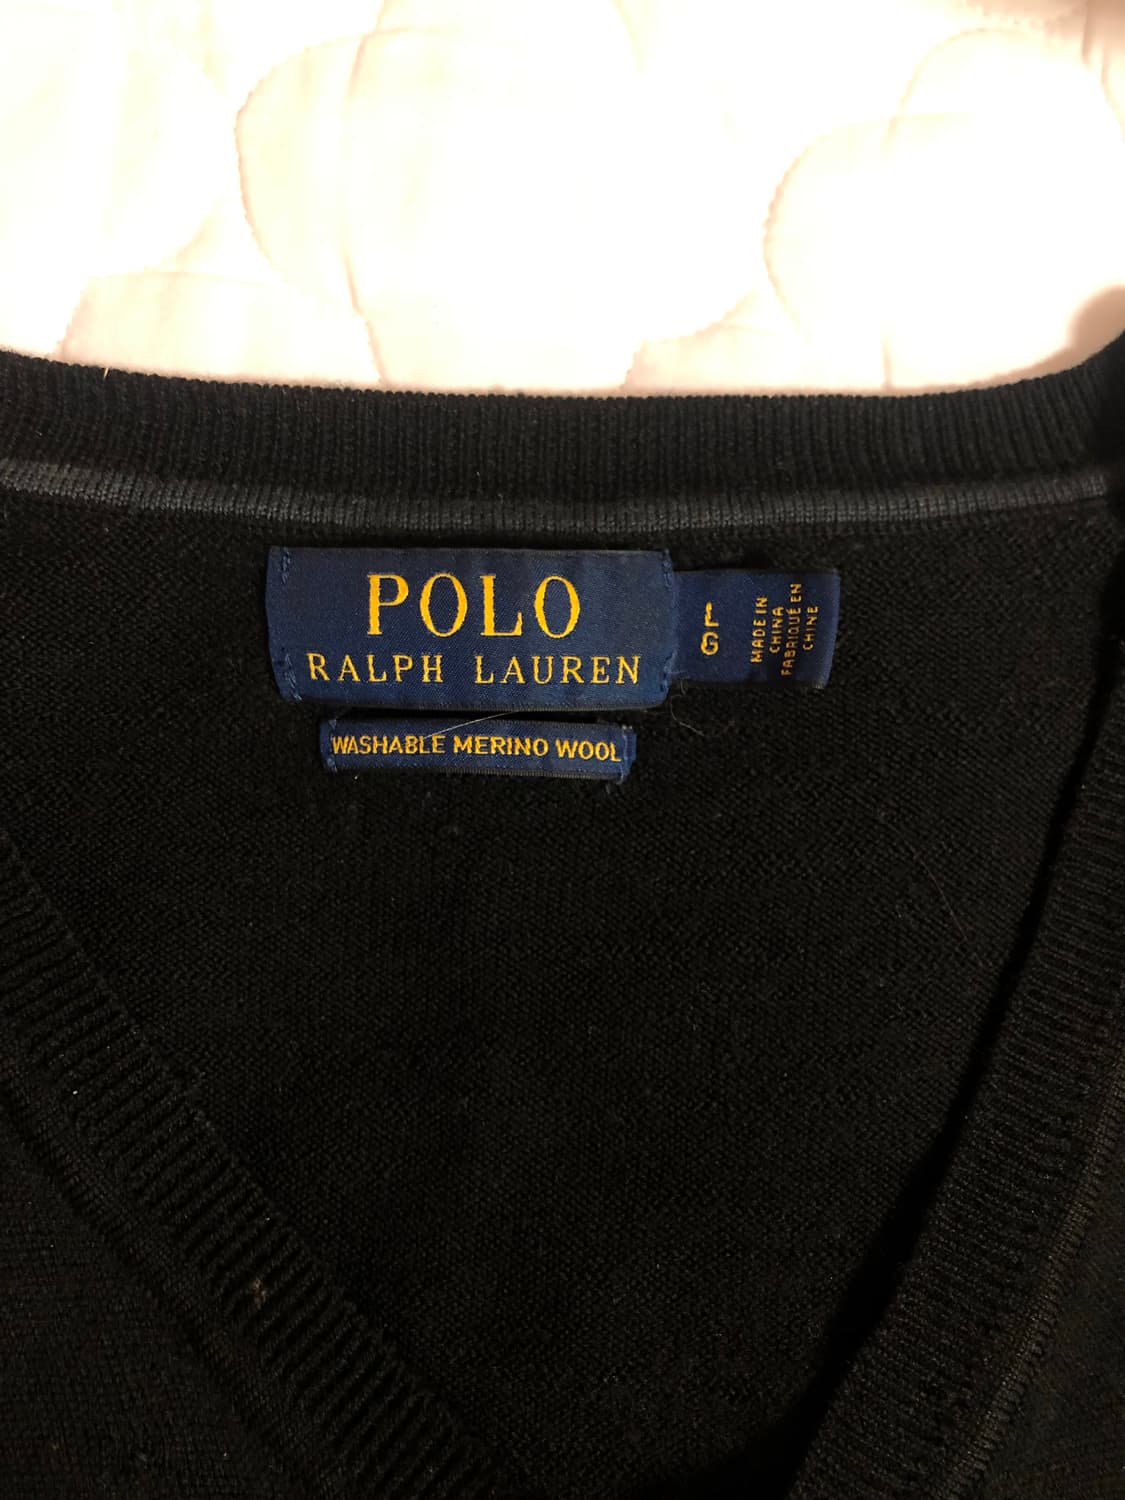 POLO
RALPH LAUREN
L
G
MADE IN
CHINA
FABRIQUÉ EN
CHINE
WASHABLE MERINO WOOL